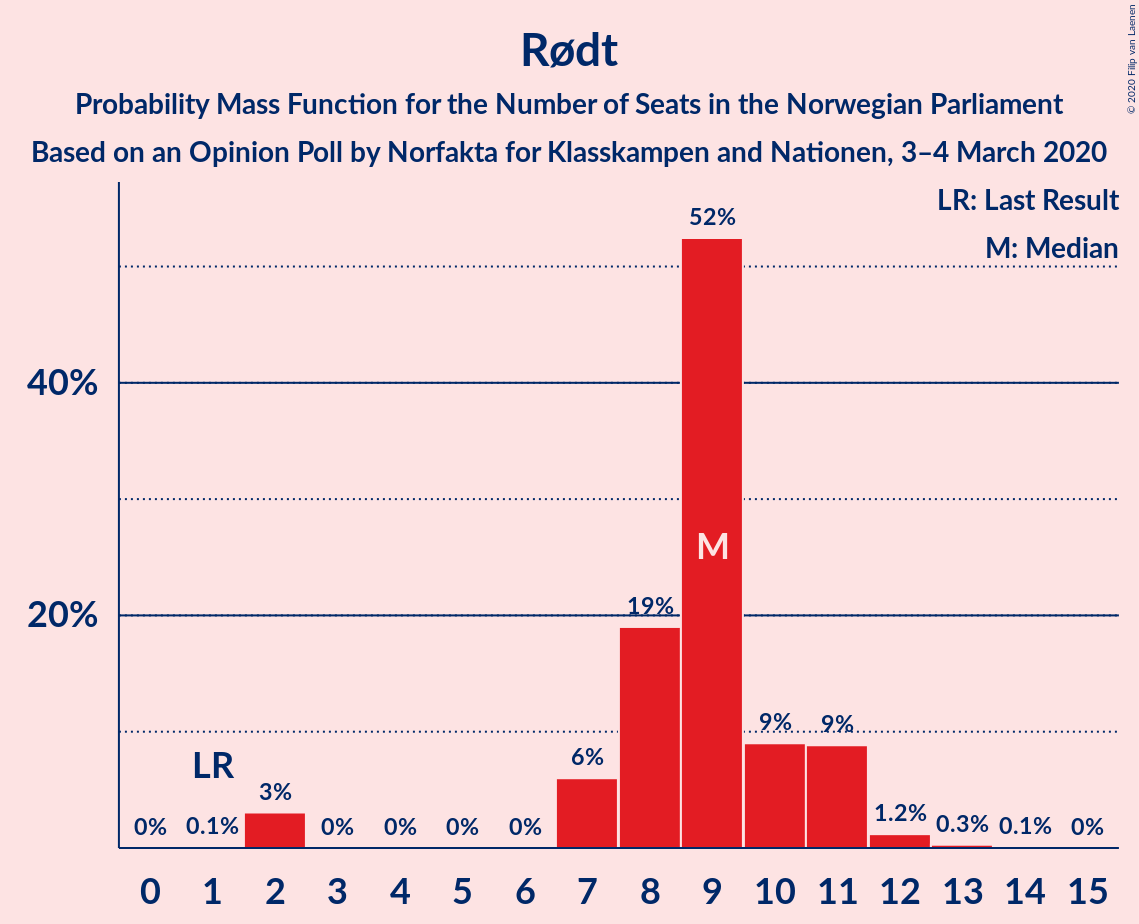 © 2020 Filip van Laenen
Rødt
Probability Mass Function for the Number of Seats in the Norwegian Parliament
Based on an Opinion Poll by Norfakta for Klasskampen and Nationen, 3–4 March 2020
LR: Last Result
M: Median
52%
40%
M
20%
19%
9%
9%
LR
6%
3%
0%
0.1%
0%
0%
0%
0%
1.2%
0.3%
0.1%
0%
0 1 2 3 4 5 6 7 8 9 10 11 12 13 14 15